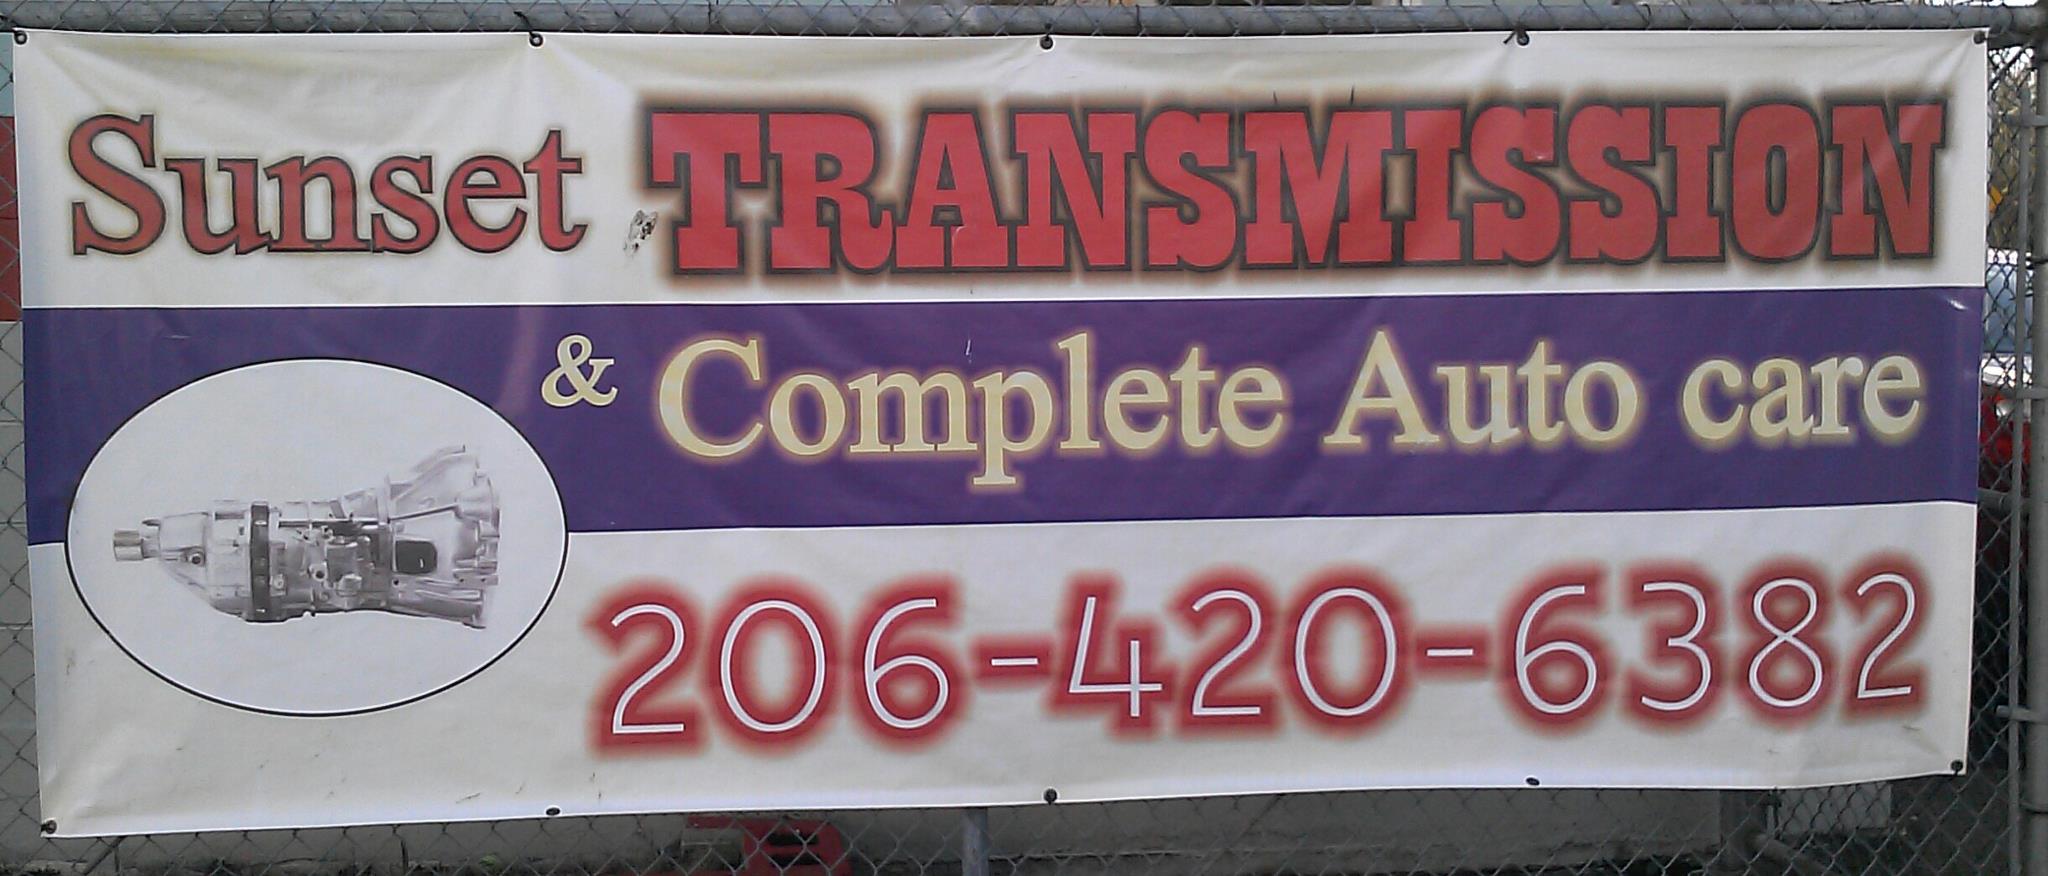 Sunset TRANSMISSION
& Complete Auto care
206-420-6382